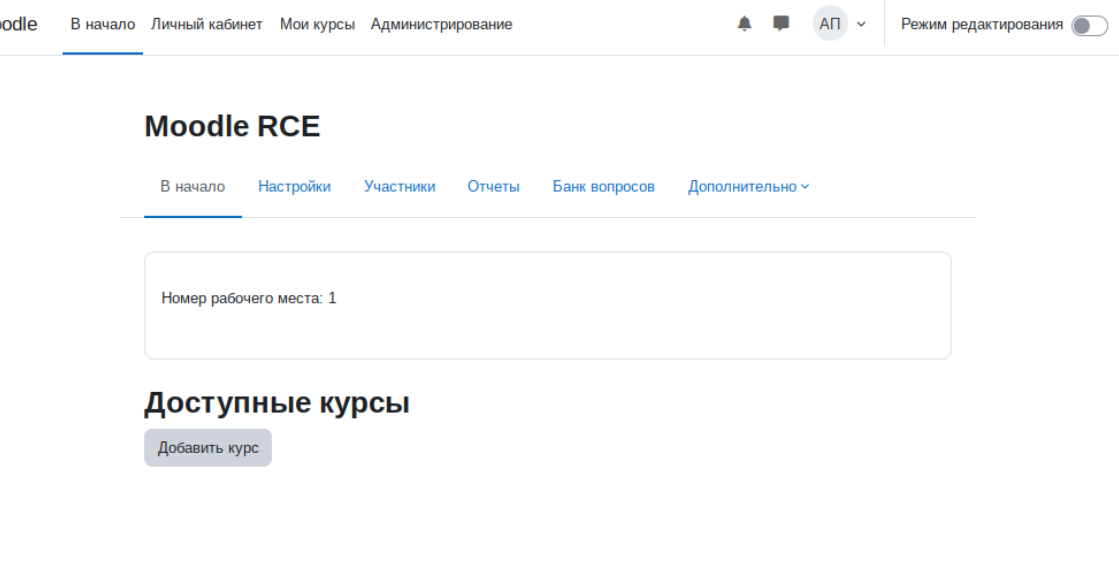 oodle В начало Личный кабинет Мои курсы Администрирование АП Режим редактирования
Moodle RCE
В начало Настройки Участники Отчеты Банк вопросов Дополнительно
Номер рабочего места: 1
Доступные курсы
Добавить курс